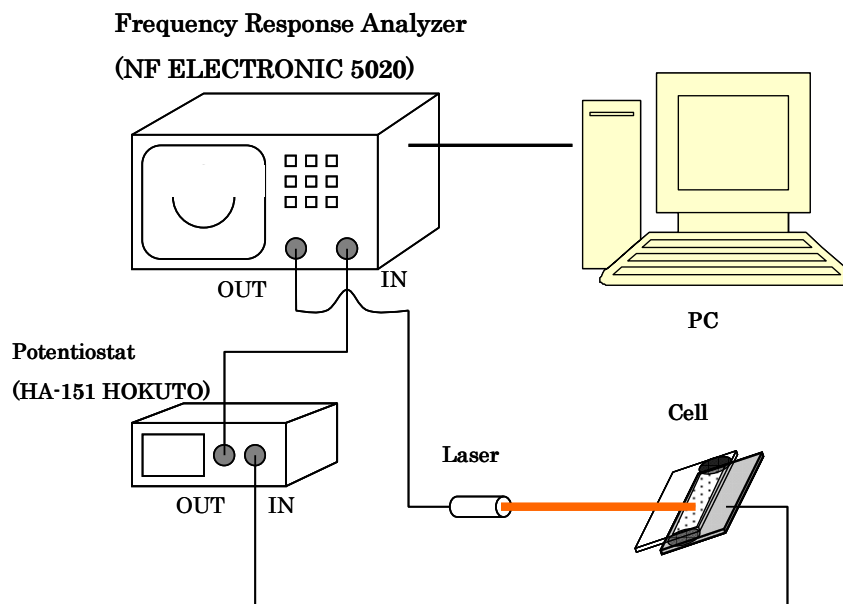 Frequency Response Analyzer
(NF ELECTRONIC 5020)
OUT
IN
PC
Potentiostat
(HA-151 HOKUTO)
Cell
Laser
OUT
IN